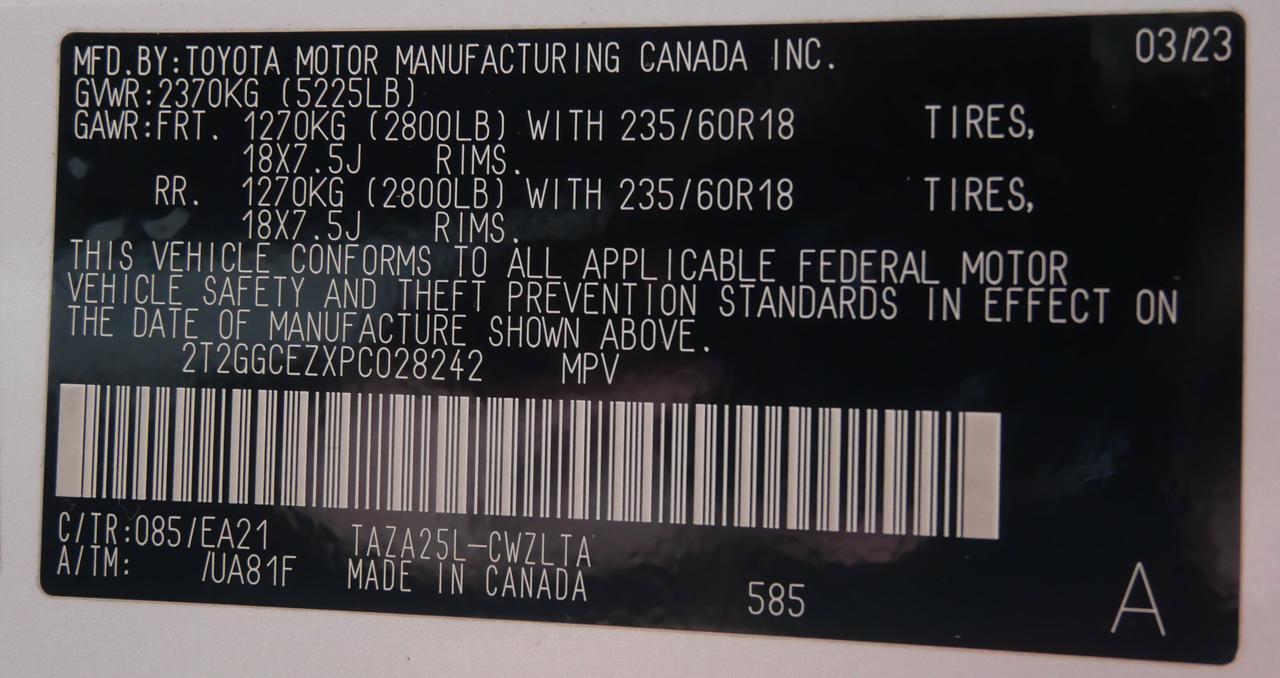 MFD.BY:TOYOTA MOTOR MANUFACTURING CANADA INC. 03/23
GVWR:2370KG (5225LB)
GAWR:FRT. 1270KG (2800LB) WITH 235/60R18 TIRES,
18X7.5J RIMS.
RR. 1270KG (2800LB) WITH 235/60R18 TIRES,
18X7.5J RIMS.
THIS VEHICLE CONFORMS TO ALL APPLICABLE FEDERAL MOTOR
VEHICLE SAFETY AND THEFT PREVENTION STANDARDS IN EFFECT ON
THE DATE OF MANUFACTURE SHOWN ABOVE.
2T2GGCEZXPC028242 MPV
C/TR:085/EA21 TAZA25L-CWZLTA
A/TM: /UA81F MADE IN CANADA 585
A